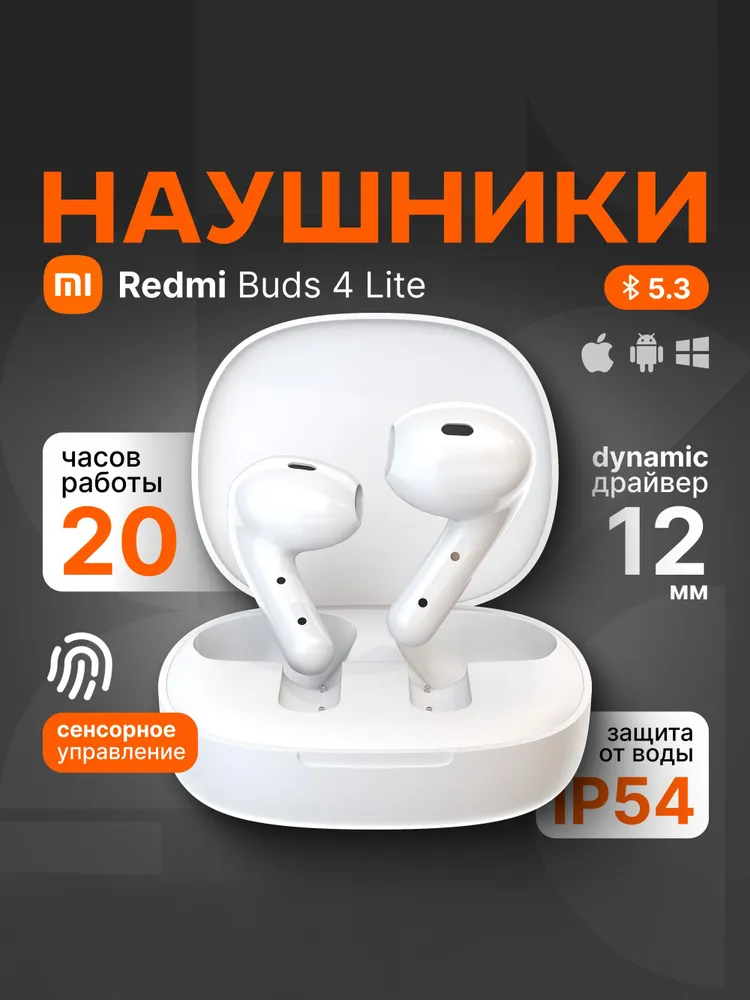 НАУШНИКИ
mi Redmi Buds 4 Lite
5.3
часов
работы
20
dynamic
драйвер
12
мм
сенсорное
управление
защита
от воды
IP54